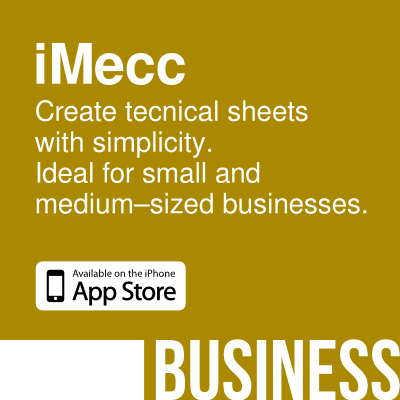 iMecc
Create tecnical sheets
with simplicity.
Ideal for small and
medium–sized businesses.
Available on the iPhone
App Store
BUSINESS